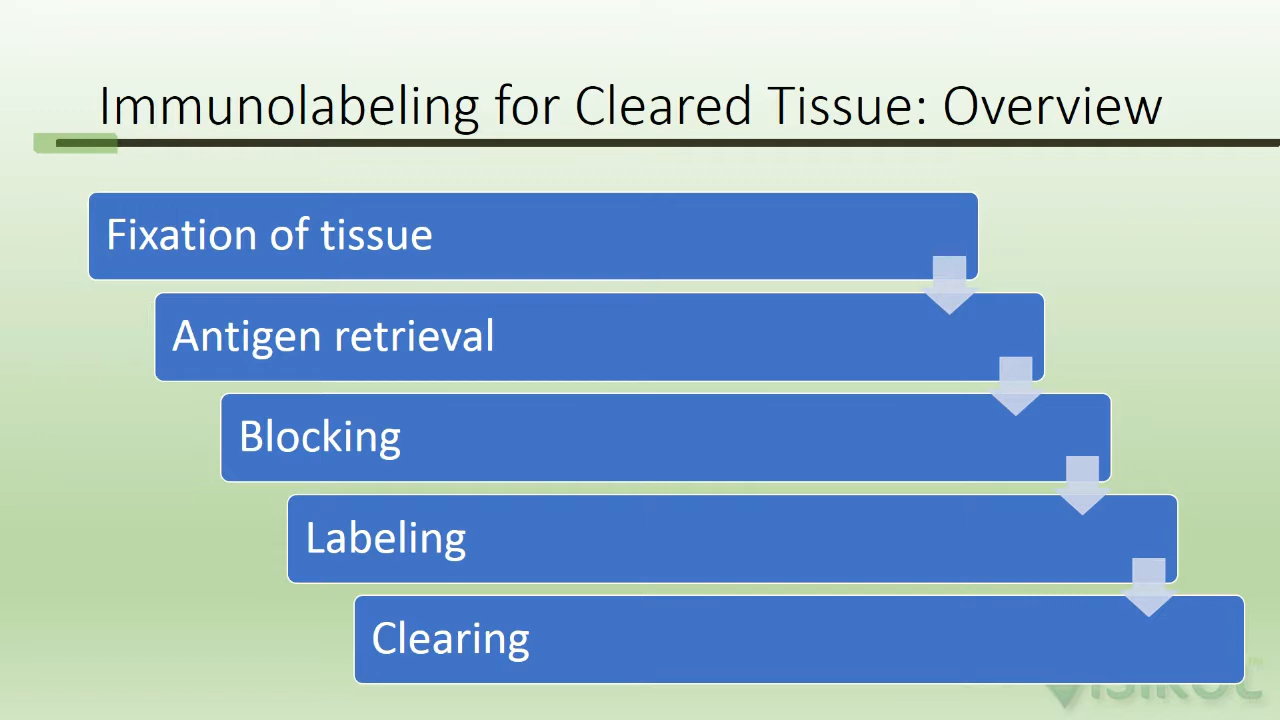 Immunolabeling for Cleared Tissue: Overview
Fixation of tissue
Antigen retrieval
Blocking
Labeling
Clearing